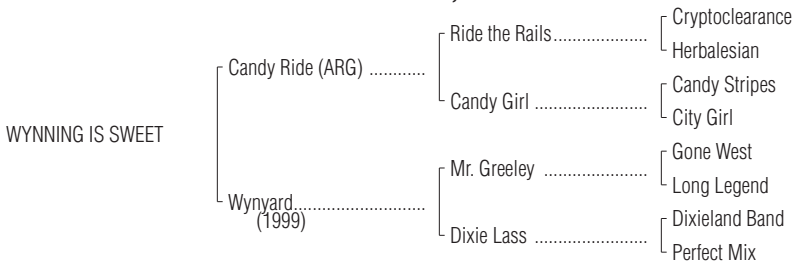 Cryptoclearance
Ride the Rails....................
Herbalesian
Candy Ride (ARG) ............
Candy Stripes
Candy Girl ........................
City Girl
WYNNING IS SWEET
Gone West
Mr. Greeley ......................
Long Legend
Wynyard............................
(1999)
Dixieland Band
Dixie Lass ........................
Perfect Mix